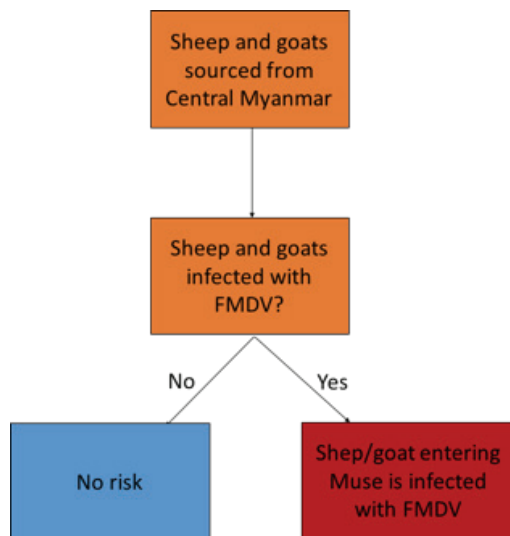 Sheep and goats
sourced from
Central Myanmar
Sheep and goats
infected with
FMDV?
No
Yes
No risk
Shep/goat entering
Muse is infected
with FMDV